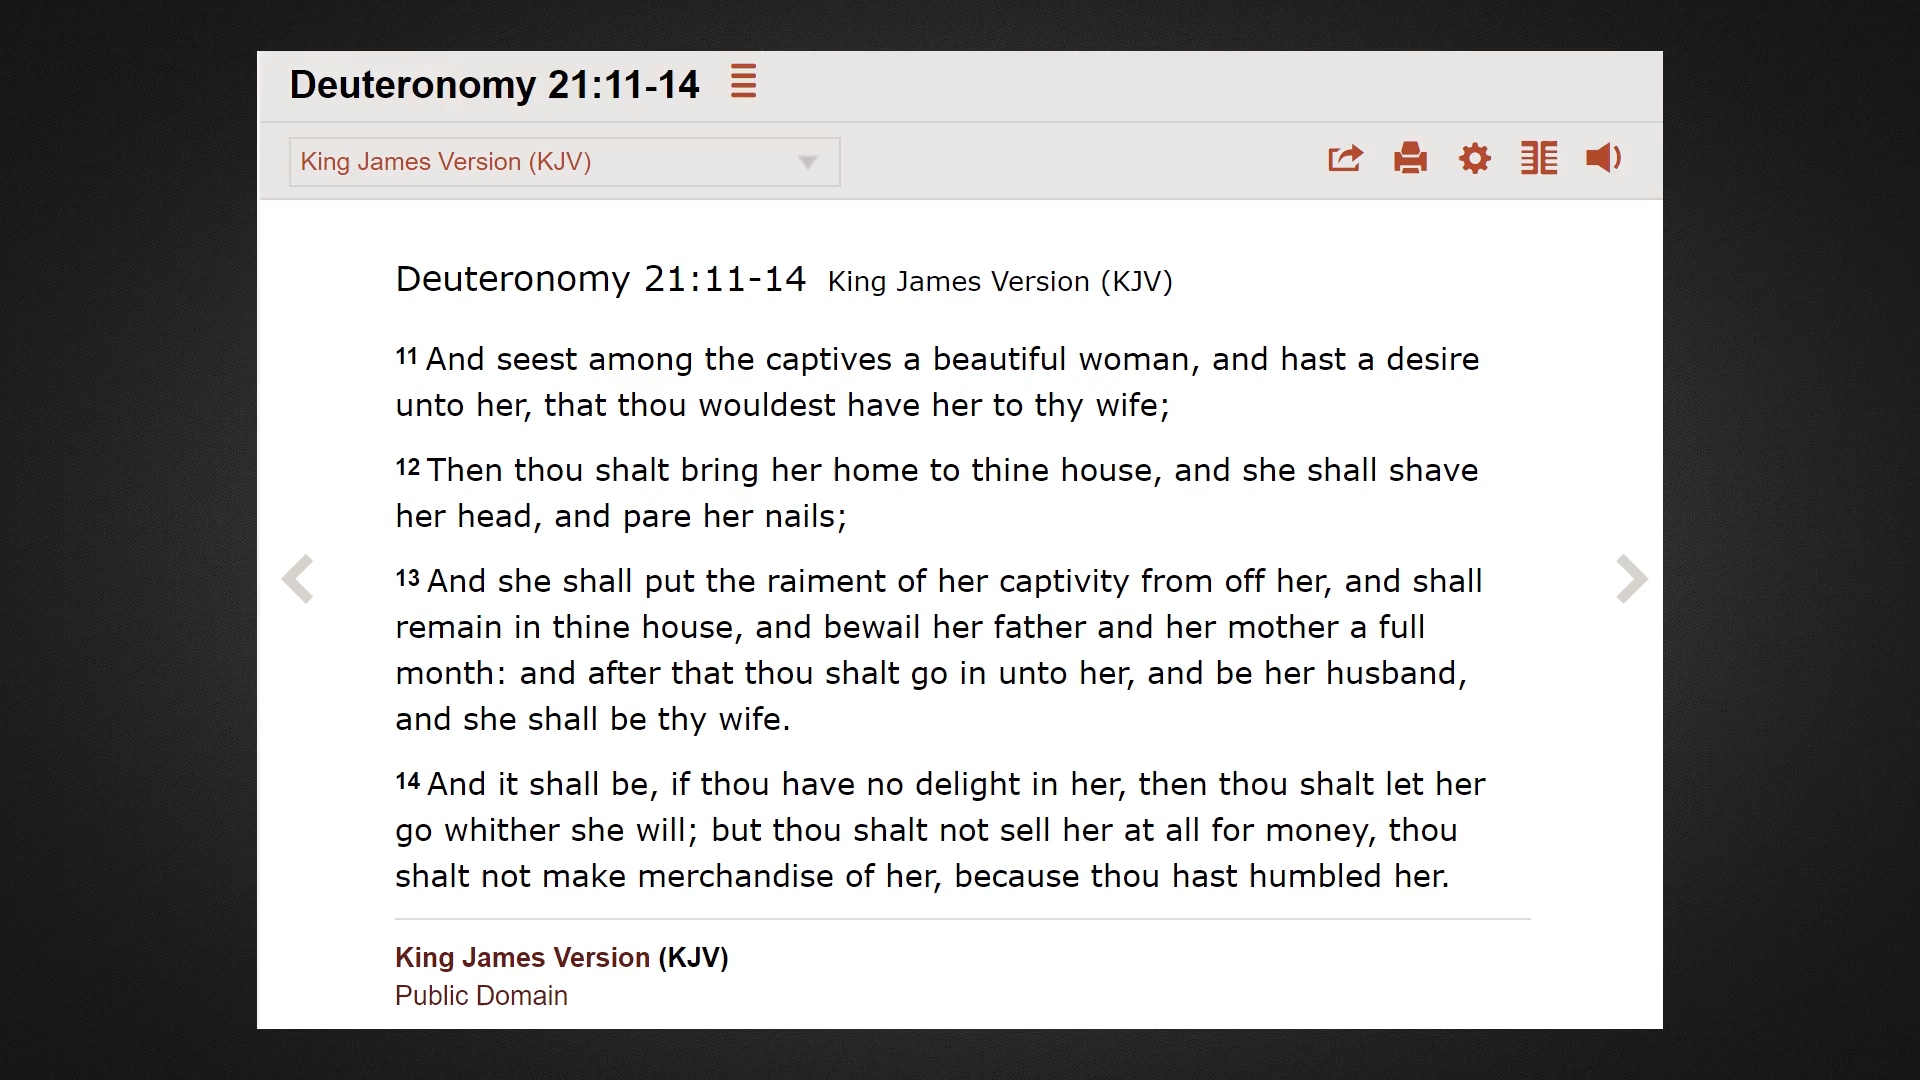 Deuteronomy 21:11-14
King James Version (KJV)
Deuteronomy 21:11-14 King James Version (KJV)
11 And seest among the captives a beautiful woman, and hast a desire
unto her, that thou wouldest have her to thy wife;
12 Then thou shalt bring her home to thine house, and she shall shave
her head, and pare her nails;
13 And she shall put the raiment of her captivity from off her, and shall
remain in thine house, and bewail her father and her mother a full
month: and after that thou shalt go in unto her, and be her husband,
and she shall be thy wife.
14 And it shall be, if thou have no delight in her, then thou shalt let her
go whither she will; but thou shalt not sell her at all for money, thou
shalt not make merchandise of her, because thou hast humbled her.
King James Version (KJV)
Public Domain